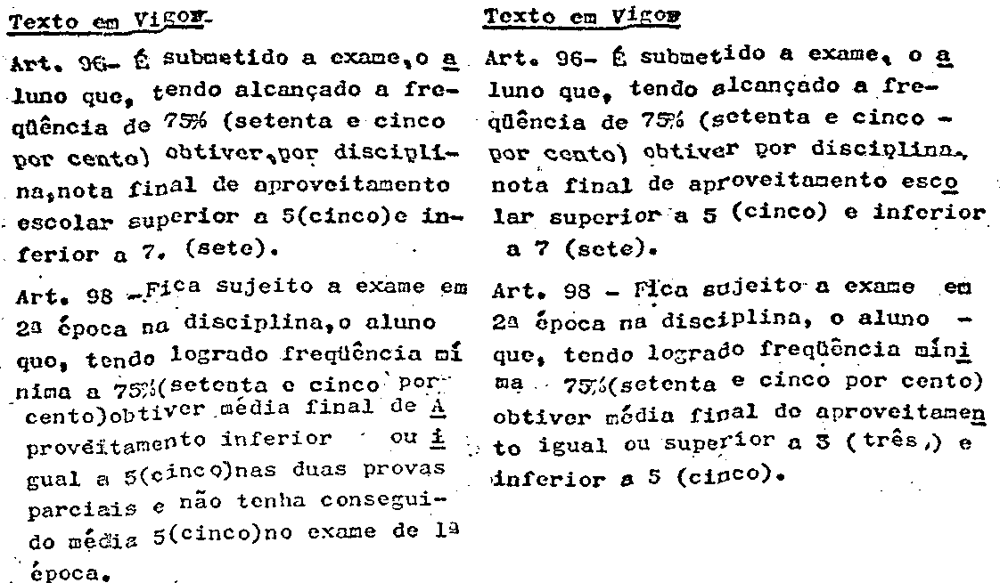 Texto em Vigor
Art. 96- É submetido a exame,o a
luno que, tendo alcançado a fre-
qüência de 75% (setenta e cinco
por cento) obtiver,por discipli-
na,nota final de aproveitamento
escolar superior a 5(cinco)e in-
ferior a 7. (sete).
Art. 98 -Fica sujeito a exame em
2ª época na disciplina,o aluno
que, tendo logrado freqüência mí
nima a 75%(setenta e cinco por
cento)obtiver média final de A
proveitamento inferior ou i
gual a 5(cinco)nas duas provas
parciais e não tenha consegui-
do média 5(cinco)no exame de 1ª
época.
Texto em Vigor
Art. 96- É submetido a exame, o a
luno que, tendo alcançado a fre-
qüência de 75% (setenta e cinco -
por cento) obtiver por disciplina,
nota final de aproveitamento esco
lar superior a 5 (cinco) e inferior
a 7 (sete).
Art. 98 - Fica sujeito a exame em
2ª época na disciplina, o aluno -
que, tendo logrado freqüência míni
ma 75%(setenta e cinco por cento)
obtiver média final do aproveitamen
to igual ou superior a 3 (três,) e
inferior a 5 (cinco).